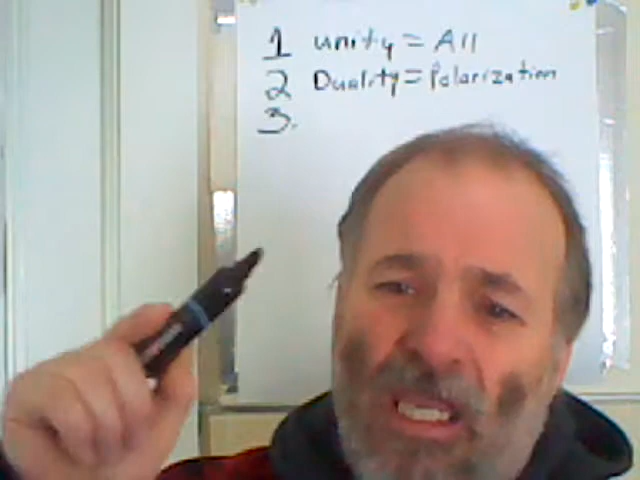 1 unity = All
2 Duality = Polarization
3.